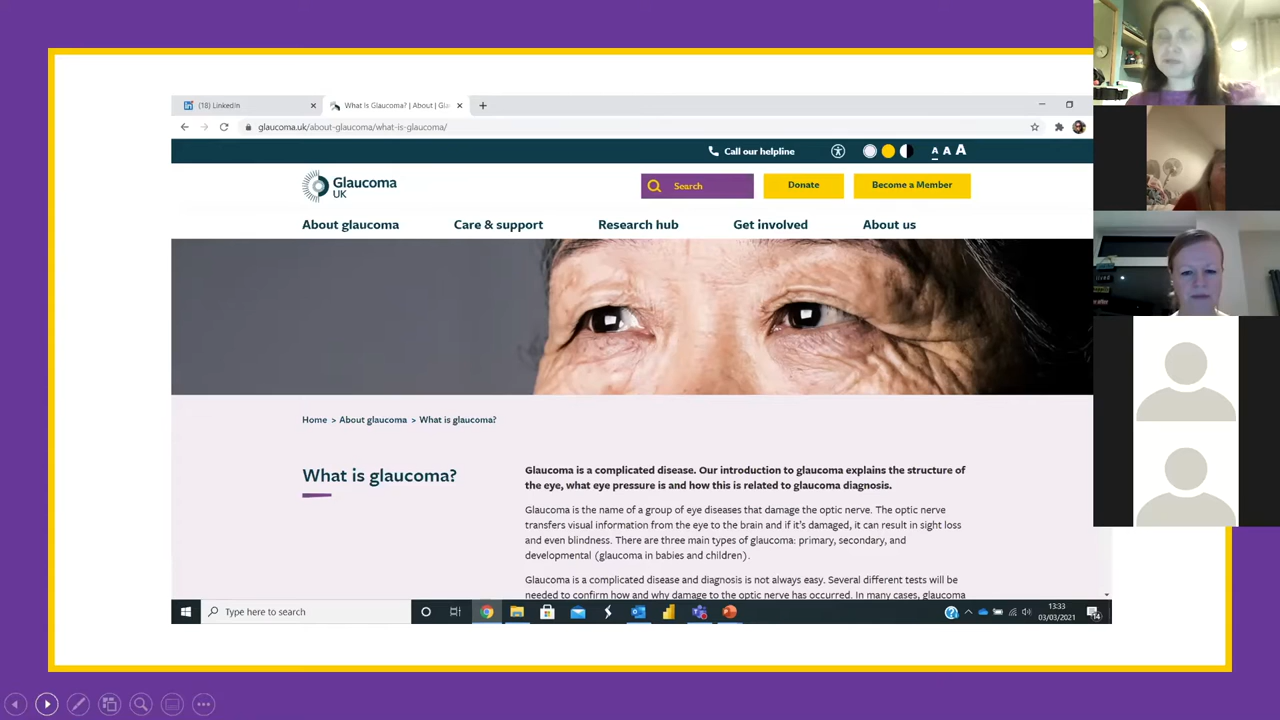 (18) LinkedIn
What Is Glaucoma? | About | Gla
glaucoma.uk/about-glaucoma/what-is-glaucoma/
Call our helpline
A A A
Glaucoma
UK
Search
Donate
Become a Member
About glaucoma
Care & support
Research hub
Get involved
About us
Home > About glaucoma > What is glaucoma?
What is glaucoma?
Glaucoma is a complicated disease. Our introduction to glaucoma explains the structure of
the eye, what eye pressure is and how this is related to glaucoma diagnosis.
Glaucoma is the name of a group of eye diseases that damage the optic nerve. The optic nerve
transfers visual information from the eye to the brain and if it's damaged, it can result in sight loss
and even blindness. There are three main types of glaucoma: primary, secondary, and
developmental (glaucoma in babies and children).
Glaucoma is a complicated disease and diagnosis is not always easy. Several different tests will be
needed to confirm how and why damage to the optic nerve has occurred. In many cases, glaucoma
Type here to search
13:33
03/03/2021
14